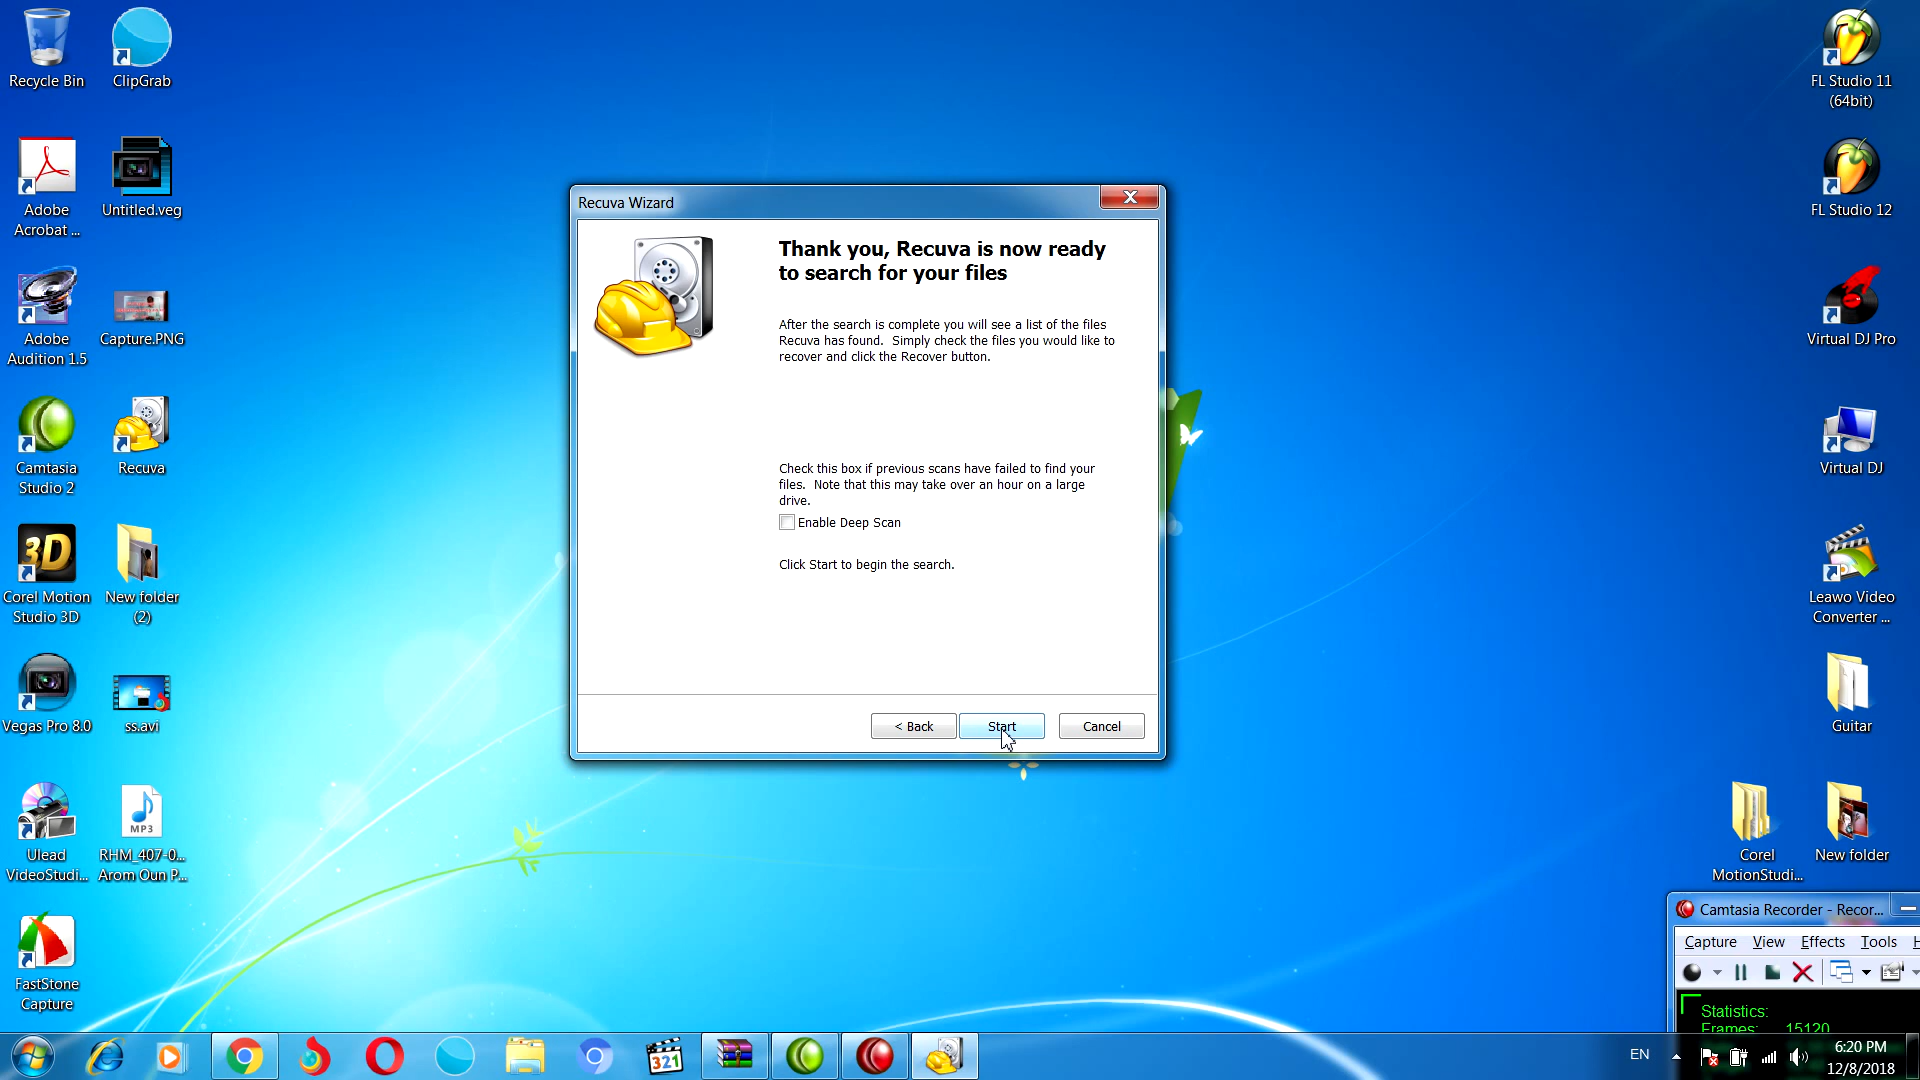 Recycle Bin
ClipGrab
Adobe
Acrobat ...
Untitled.veg
Adobe
Audition 1.5
Capture.PNG
Camtasia
Studio 2
Recuva
3D
Corel Motion
Studio 3D
New folder
(2)
Vegas Pro 8.0
ss.avi
Ulead
VideoStudi...
MP3
RHM_407-0...
Arom Oun P...
FastStone
Capture
Recuva Wizard
Thank you, Recuva is now ready
to search for your files
After the search is complete you will see a list of the files
Recuva has found. Simply check the files you would like to
recover and click the Recover button.
Check this box if previous scans have failed to find your
files. Note that this may take over an hour on a large
drive.
Enable Deep Scan
Click Start to begin the search.
< Back
Start
Cancel
FL Studio 11
(64bit)
FL Studio 12
Virtual DJ Pro
Virtual DJ
Leawo Video
Converter ...
Guitar
Corel
MotionStudi...
New folder
Camtasia Recorder - Recor...
Capture View Effects Tools H
Statistics:
Frames: 15120
321
EN
6:20 PM
12/8/2018